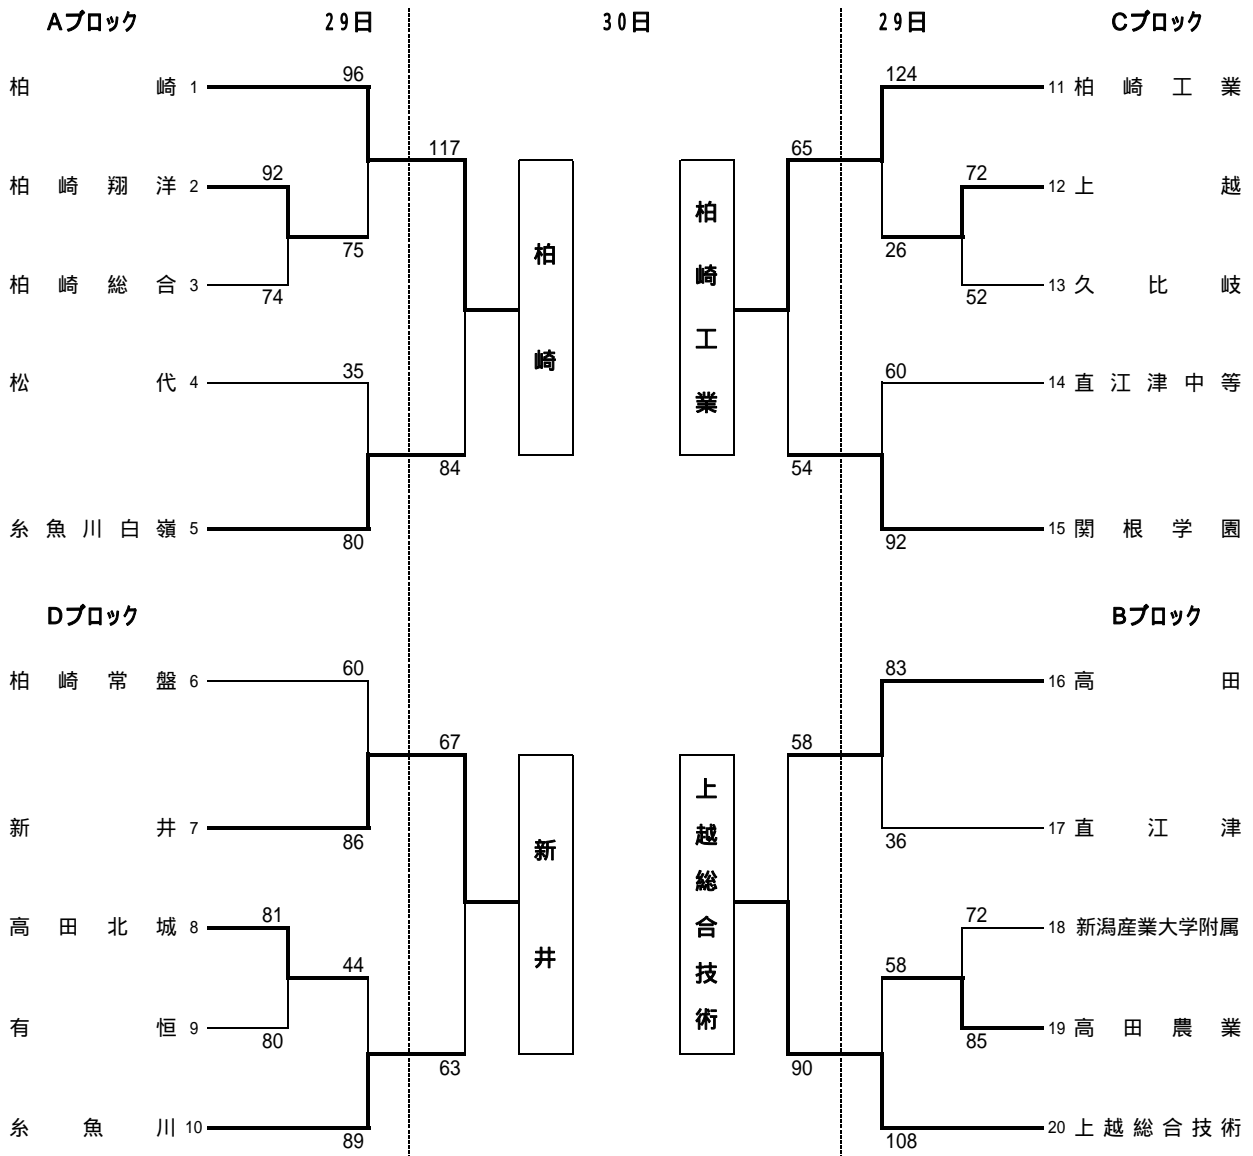 Aブロック 29日 30日 29日 Cブロック
96 124
柏崎 1 11 柏崎工業
117 65
92 72
柏崎翔洋 2 12 上越
75 26
柏崎総合 3 13 久比岐
74 52
柏崎
柏崎工業
35 60
松代 4 14 直江津中等
84 54
糸魚川白嶺 5 15 関根学園
80 92
Dブロック Bブロック
60 83
柏崎常盤 6 16 高田
67 58
新井 7 17 直江津
86 36
新井
上越総合技術
81 72
高田北城 8 18 新潟産業大学附属
44 58
有恒 9 19 高田農業
80 85
63 90
糸魚川 10 20 上越総合技術
89 108